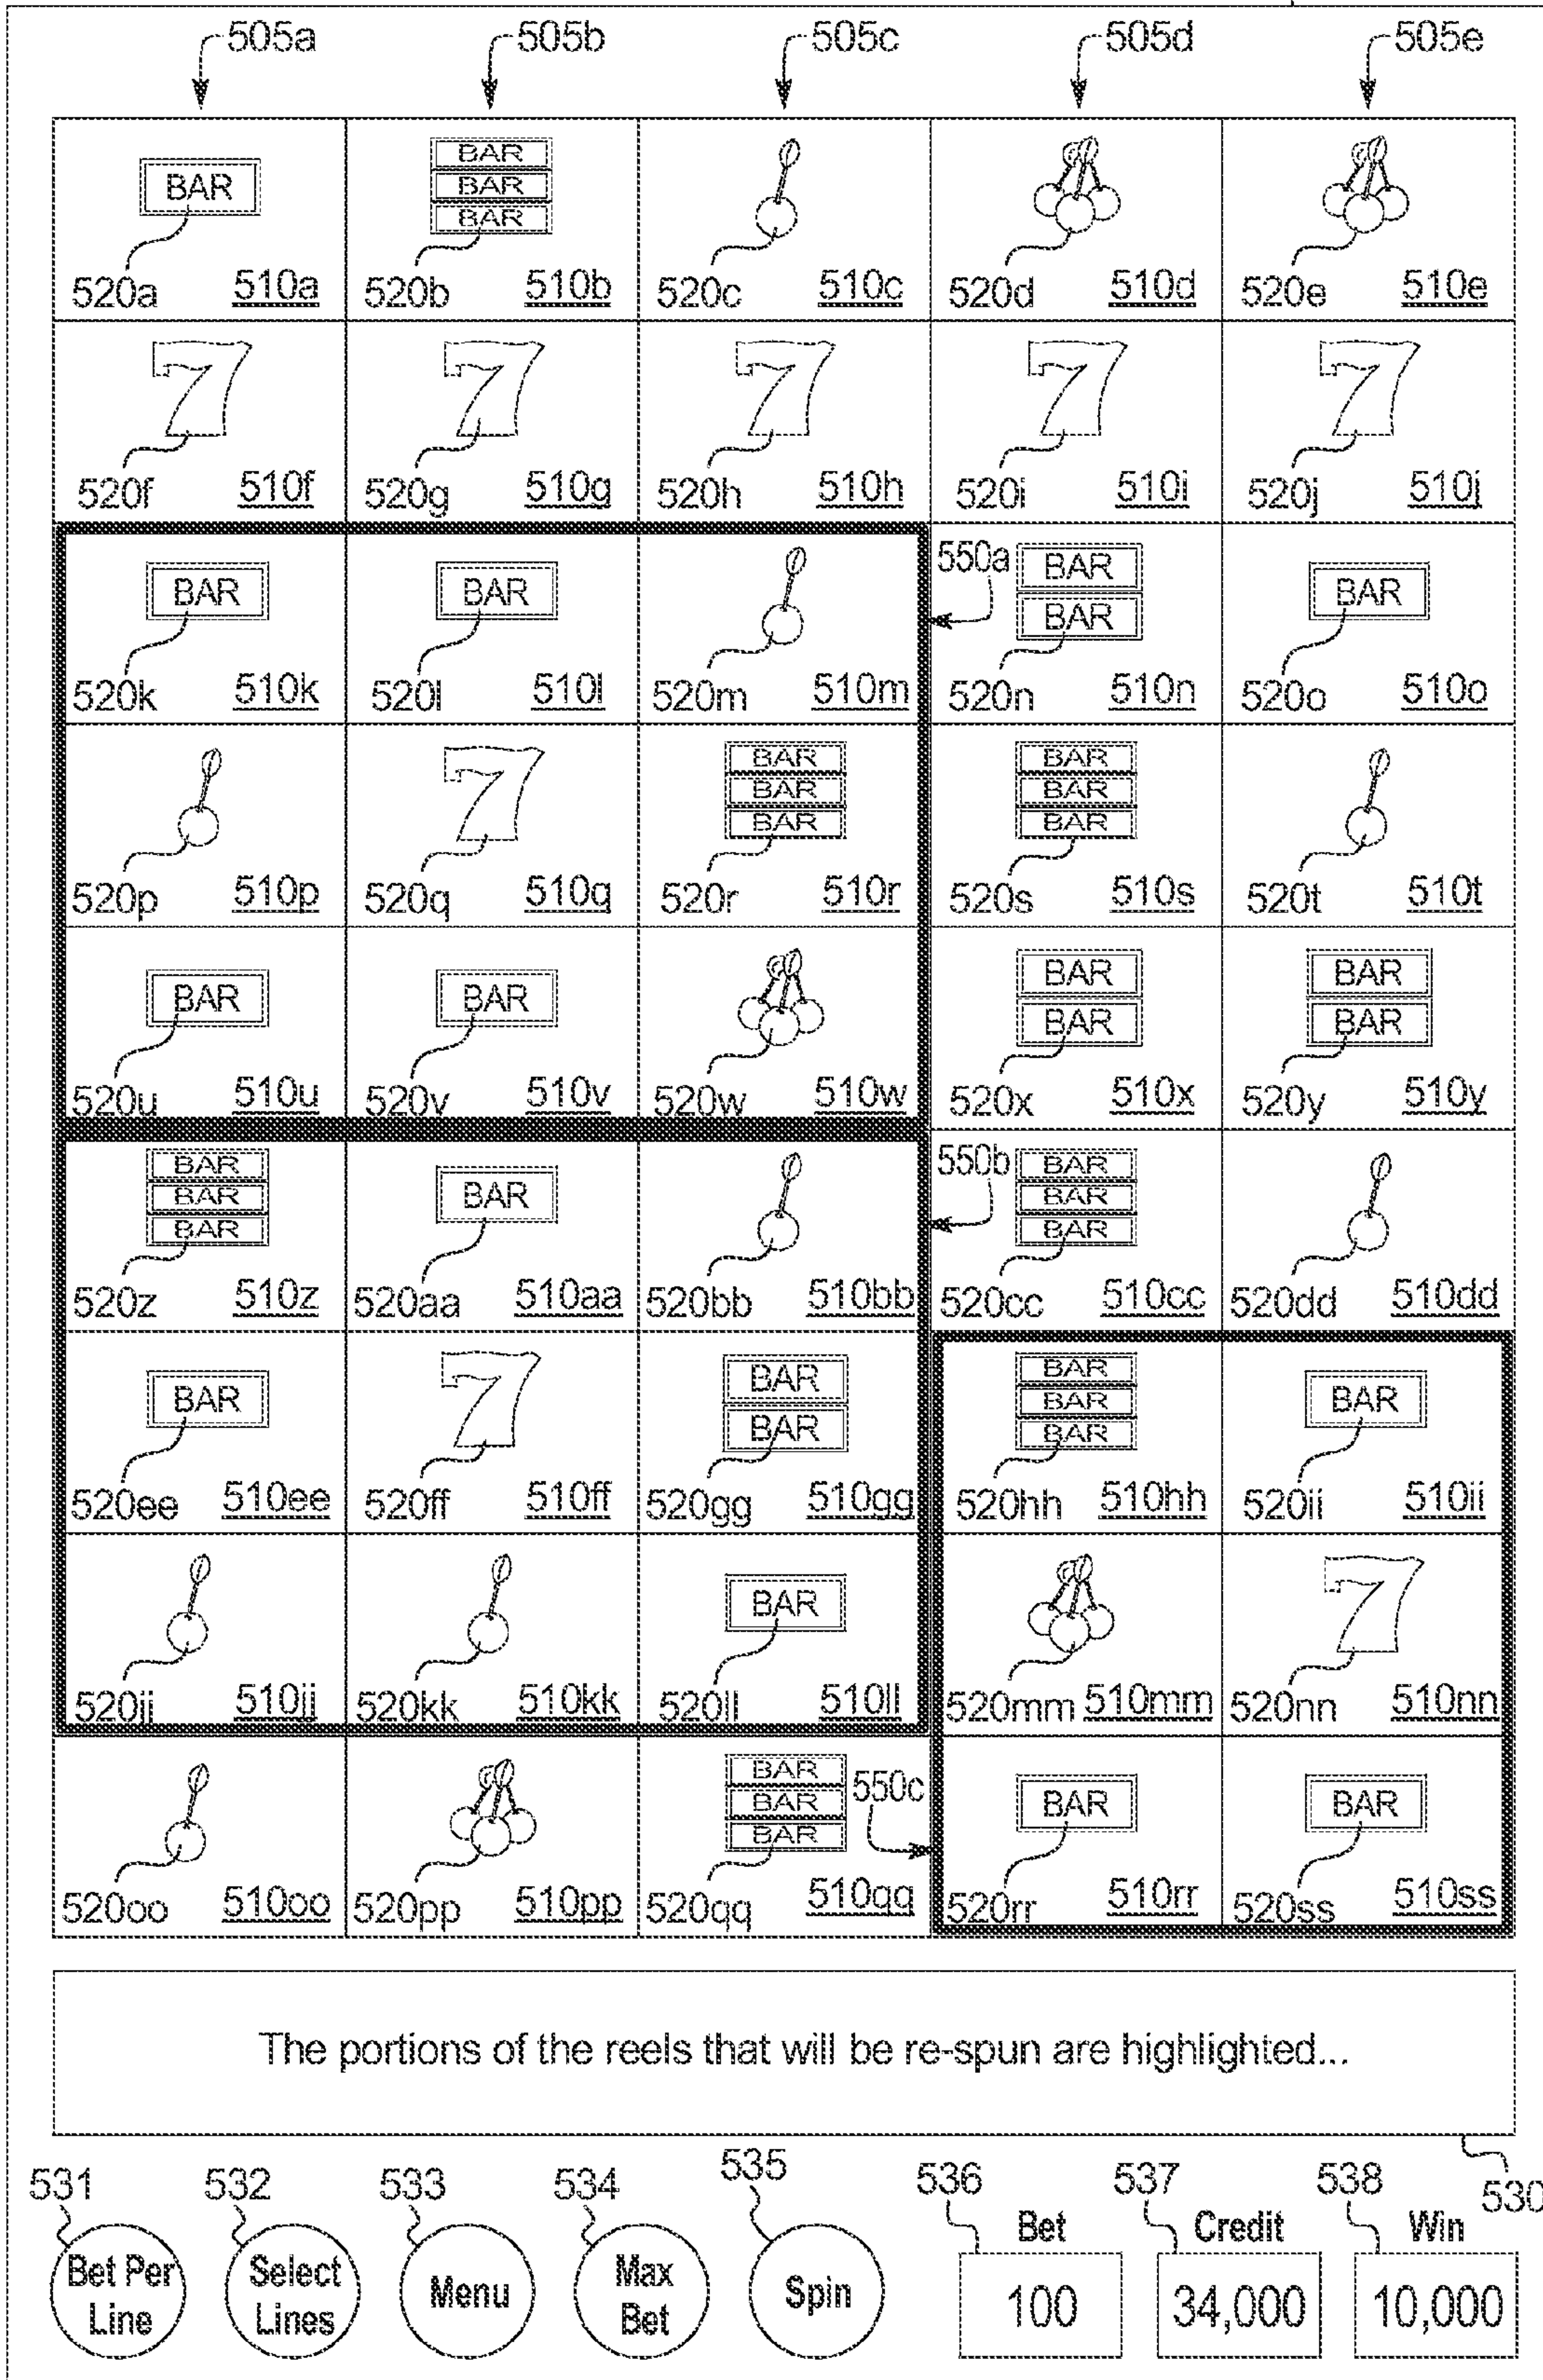 505a 505b 505c 505d 505e
BAR BAR
BAR
BAR
520a 510a 520b 510b 520c 510c 520d 510d 520e 510e
7 7 7 7 7
520f 510f 520g 510g 520h 510h 520i 510i 520j 510j
BAR BAR 550a BAR BAR
BAR
520k 510k 520l 510l 520m 510m 520n 510n 520o 510o
7 BAR BAR
BAR BAR
BAR BAR
520p 510p 520q 510q 520r 510r 520s 510s 520t 510t
BAR BAR BAR BAR
BAR BAR
520u 510u 520v 510v 520w 510w 520x 510x 520y 510y
BAR BAR 550b BAR
BAR BAR
BAR BAR
520z 510z 520aa 510aa 520bb 510bb 520cc 510cc 520dd 510dd
BAR 7 BAR BAR BAR
BAR BAR
BAR
520ee 510ee 520ff 510ff 520gg 510gg 520hh 510hh 520ii 510ii
BAR 7
520jj 510jj 520kk 510kk 520ll 510ll 520mm 510mm 520nn 510nn
BAR 550c BAR BAR
BAR
BAR
520oo 510oo 520pp 510pp 520qq 510qq 520rr 510rr 520ss 510ss
The portions of the reels that will be re-spun are highlighted...
530
531 532 533 534 535 536 537 538
Bet Credit Win
Bet Per Line
Select Lines
Menu
Max Bet
Spin
100 34,000 10,000